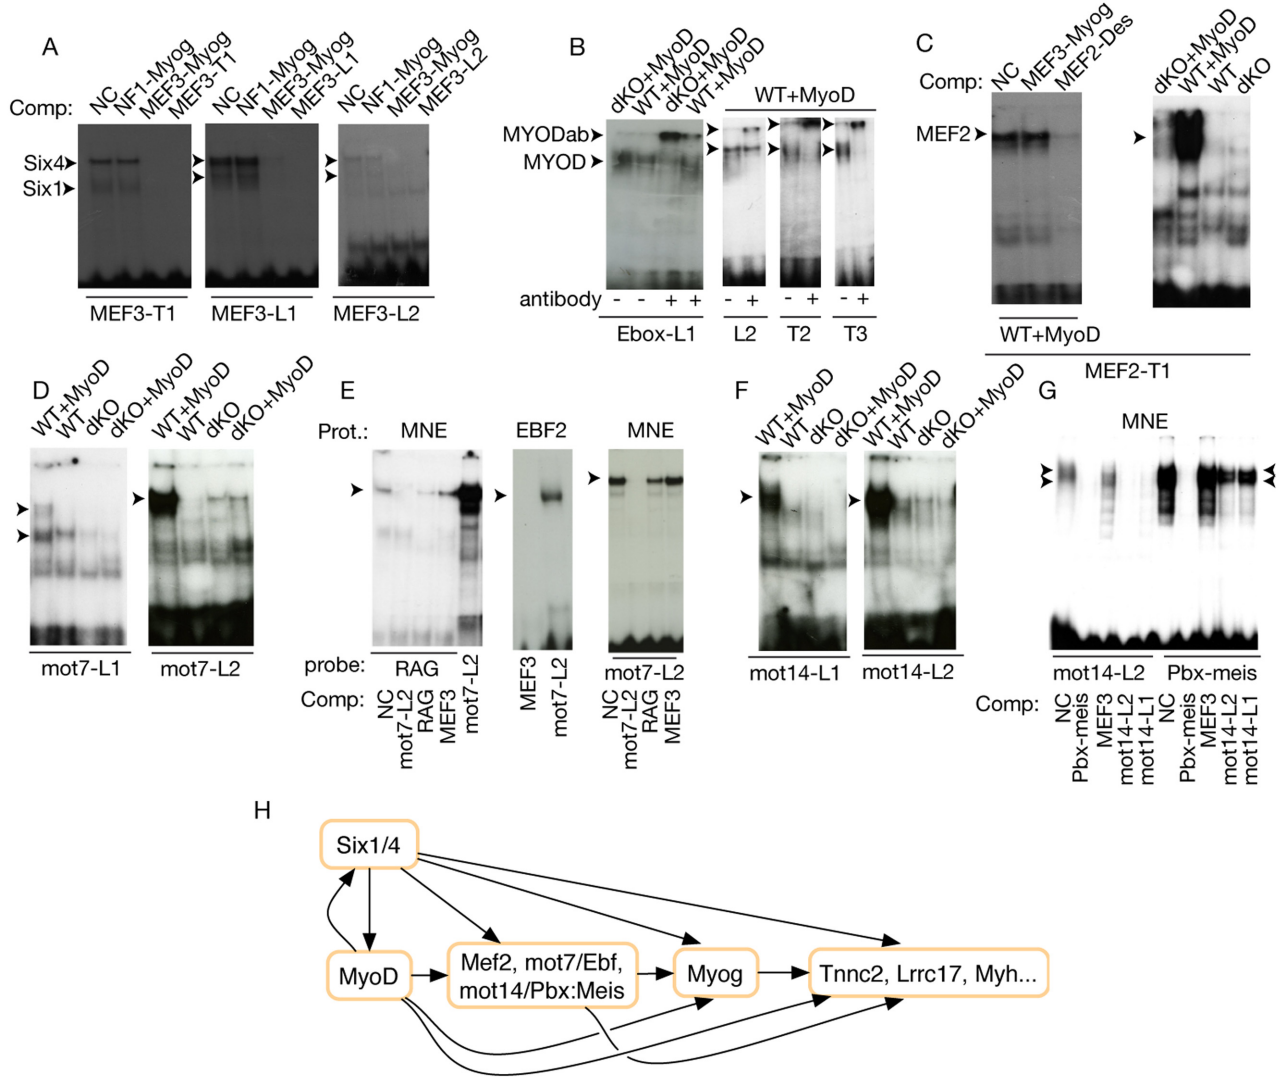 A
Comp:
NC
NF1-Myog
MEF3-Myog
MEF3-T1
NC
NF1-Myog
MEF3-Myog
MEF3-L1
NC
NF1-Myog
MEF3-Myog
MEF3-L2
Six4
Six1
MEF3-T1
MEF3-L1
MEF3-L2
B
dKO+MyoD
WT+MyoD
dKO+MyoD
WT+MyoD
WT+MyoD
MYODab
MYOD
antibody - - + + - + - + - +
Ebox-L1
L2
T2
T3
C
Comp:
NC
MEF3-Myog
MEF2-Des
dKO+MyoD
WT+MyoD
WT
dKO
MEF2
WT+MyoD
MEF2-T1
D
WT+MyoD
WT
dKO
dKO+MyoD
WT+MyoD
WT
dKO
dKO+MyoD
mot7-L1
mot7-L2
E
Prot.: MNE EBF2 MNE
probe: RAG mot7-L2 MEF3 mot7-L2 mot7-L2
Comp: NC mot7-L2 RAG MEF3 NC mot7-L2 RAG MEF3
F
WT+MyoD
WT
dKO
dKO+MyoD
WT+MyoD
WT
dKO
dKO+MyoD
mot14-L1
mot14-L2
G
MNE
mot14-L2
Pbx-meis
Comp: NC Pbx-meis MEF3 mot14-L2 mot14-L1 NC Pbx-meis MEF3 mot14-L2 mot14-L1
H
Six1/4
MyoD
Mef2, mot7/Ebf,
mot14/Pbx:Meis
Myog
Tnnc2, Lrrc17, Myh...